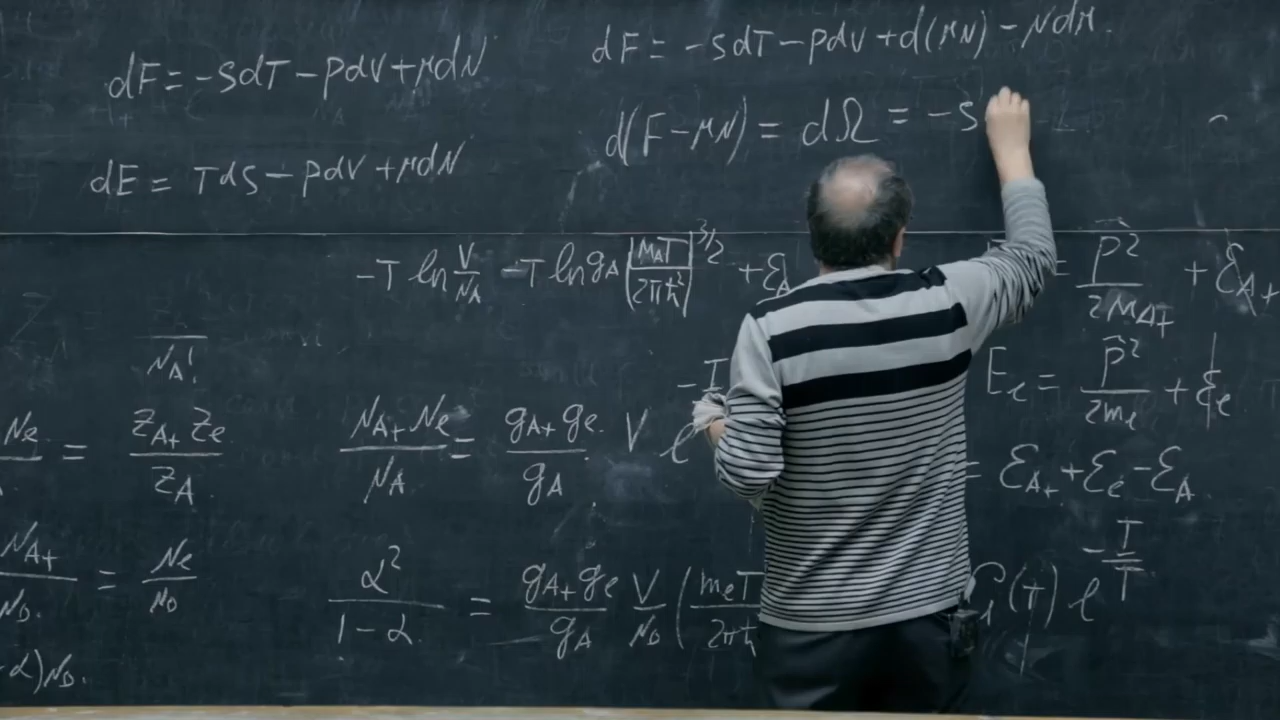 dF = -SdT - pdV + μdN
dF = -SdT - pdV + d(μN) - Ndμ.
d(F - μN) = dΩ = -S
dE = TdS - pdV + μdN
-T ln V/N_A - T ln g_A (M_A T / 2πħ²)^{3/2} + ε_A
= p̂²/2M_{A+} + ε_{A+}
N_A!
E_e = p̂²/2m_e + ε_e
N_e = Z_{A+} Z_e / Z_A
N_{A+} N_e / N_A = g_{A+} g_e / g_A V e^{-I
= ε_{A+} + ε_e - ε_A
N_{A+}/N_0 = N_e/N_0
α²/(1-α) = g_{A+} g_e / g_A V/N_0 (m_e T / 2πħ
(T) e^{-I/T}
α)N_0.